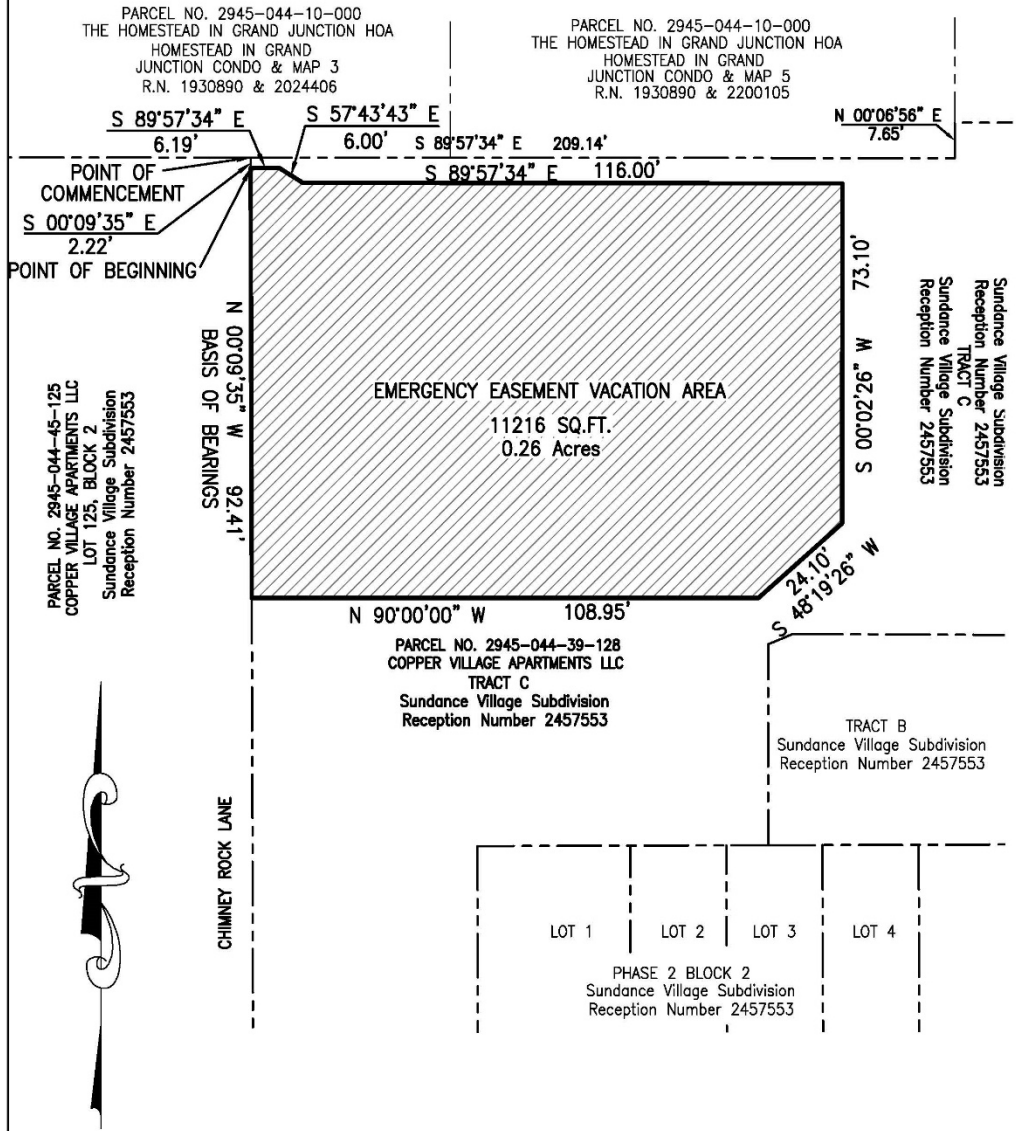 PARCEL NO. 2945-044-10-000
THE HOMESTEAD IN GRAND JUNCTION HOA
HOMESTEAD IN GRAND
JUNCTION CONDO & MAP 3
R.N. 1930890 & 2024406
PARCEL NO. 2945-044-10-000
THE HOMESTEAD IN GRAND JUNCTION HOA
HOMESTEAD IN GRAND
JUNCTION CONDO & MAP 5
R.N. 1930890 & 2200105
N 00°06'56" E
7.65'
S 89°57'34" E
6.19'
S 57°43'43" E
6.00'
S 89°57'34" E 209.14'
S 89°57'34" E 116.00'
POINT OF
COMMENCEMENT
S 00°09'35" E
2.22'
POINT OF BEGINNING
N 00°09'35" W 92.41'
BASIS OF BEARINGS
EMERGENCY EASEMENT VACATION AREA
11216 SQ.FT.
0.26 Acres
S 00°02'26" W 73.10'
Sundance Village Subdivision
Reception Number 2457553
TRACT C
Sundance Village Subdivision
Reception Number 2457553
PARCEL NO. 2945-044-45-125
COPPER VILLAGE APARTMENTS LLC
LOT 125, BLOCK 2
Sundance Village Subdivision
Reception Number 2457553
24.10'
S 48°19'26" W
N 90°00'00" W 108.95'
PARCEL NO. 2945-044-39-128
COPPER VILLAGE APARTMENTS LLC
TRACT C
Sundance Village Subdivision
Reception Number 2457553
TRACT B
Sundance Village Subdivision
Reception Number 2457553
CHIMNEY ROCK LANE
LOT 1
LOT 2
LOT 3
LOT 4
PHASE 2 BLOCK 2
Sundance Village Subdivision
Reception Number 2457553